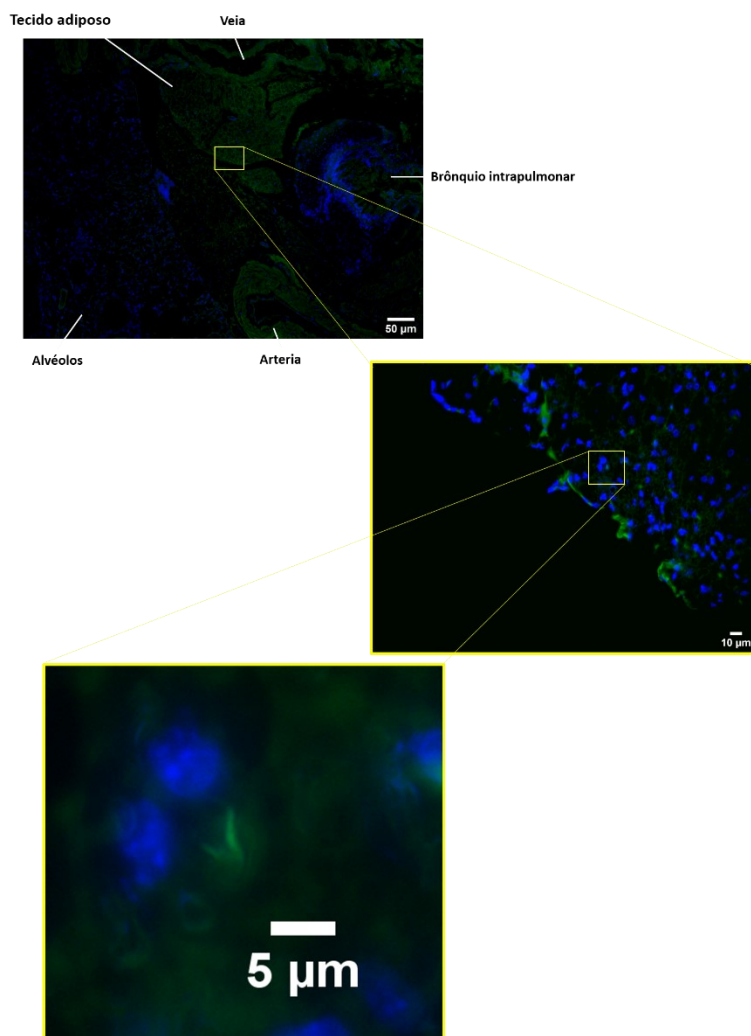 Tecido adiposo
Veia
Brônquio intrapulmonar
50 µm
Alvéolos
Arteria
10 µm
5 µm